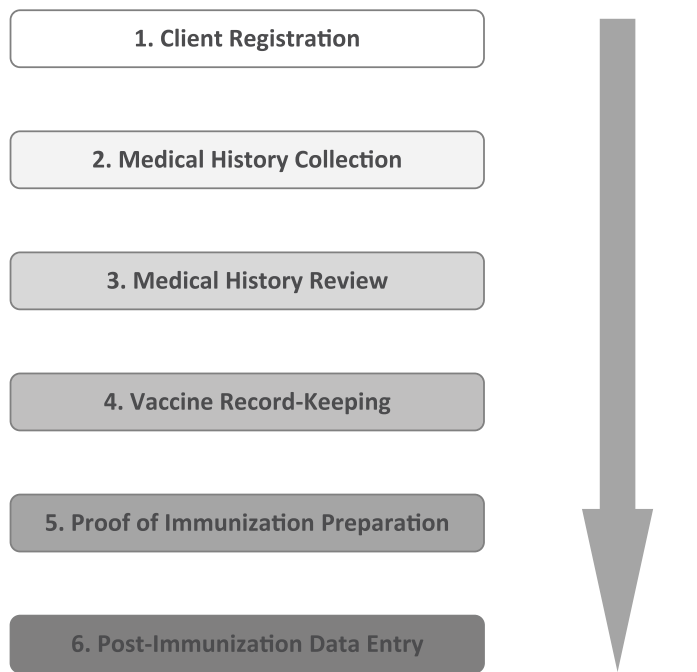 1. Client Registration
2. Medical History Collection
3. Medical History Review
4. Vaccine Record-Keeping
5. Proof of Immunization Preparation
6. Post-Immunization Data Entry